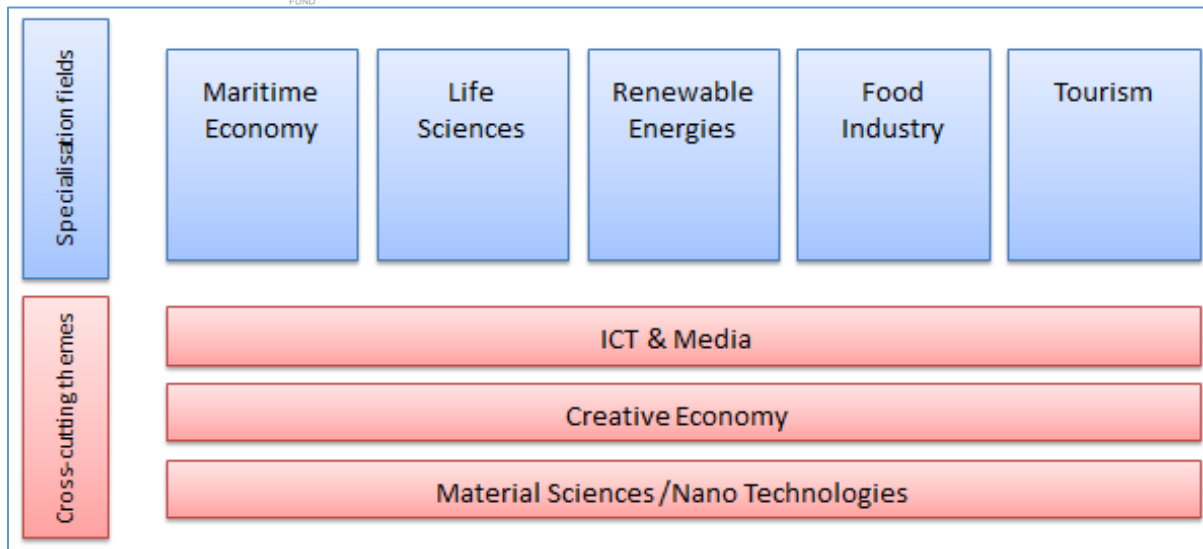 FUND
Specialisation fields
Maritime
Economy
Life
Sciences
Renewable
Energies
Food
Industry
Tourism
Cross-cutting themes
ICT & Media
Creative Economy
Material Sciences/Nano Technologies